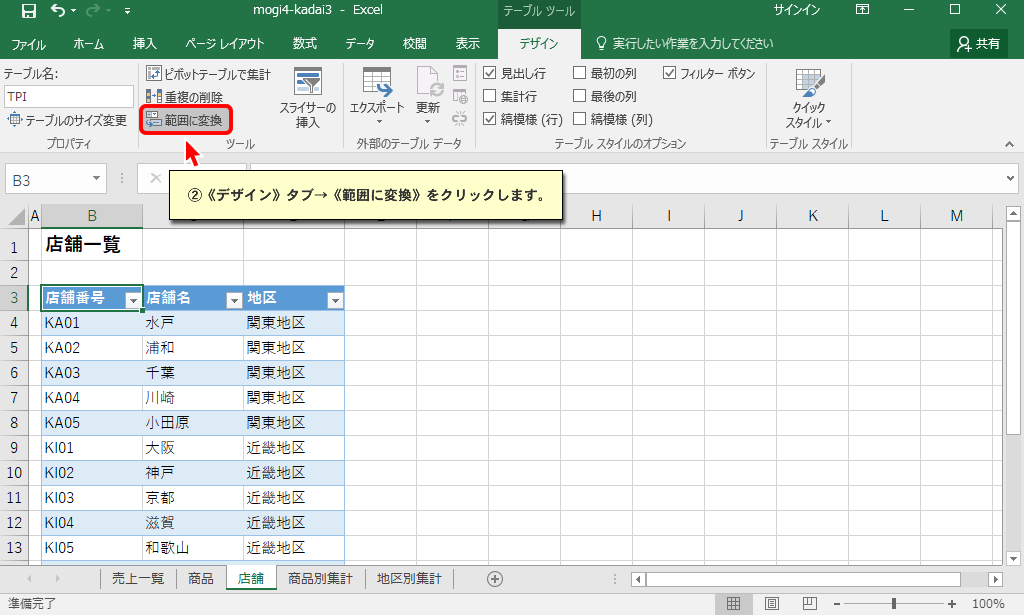 mogi4-kadai3 - Excel
テーブル ツール
サインイン
ファイル ホーム 挿入 ページ レイアウト 数式 データ 校閲 表示 デザイン 実行したい作業を入力してください 共有
テーブル名:
TPI
テーブルのサイズ変更
プロパティ
ピボットテーブルで集計
重複の削除
範囲に変換
スライサーの
挿入
ツール
エクスポート
更新
外部のテーブル データ
見出し行 最初の列 フィルター ボタン
集計行 最後の列
縞模様 (行) 縞模様 (列)
テーブル スタイルのオプション
クイック
スタイル
テーブル スタイル
B3
②《デザイン》タブ→《範囲に変換》をクリックします。
A B H I J K L M
1 店舗一覧
2
3 店舗番号 店舗名 地区
4 KA01 水戸 関東地区
5 KA02 浦和 関東地区
6 KA03 千葉 関東地区
7 KA04 川崎 関東地区
8 KA05 小田原 関東地区
9 KI01 大阪 近畿地区
10 KI02 神戸 近畿地区
11 KI03 京都 近畿地区
12 KI04 滋賀 近畿地区
13 KI05 和歌山 近畿地区
売上一覧 商品 店舗 商品別集計 地区別集計
準備完了
100%